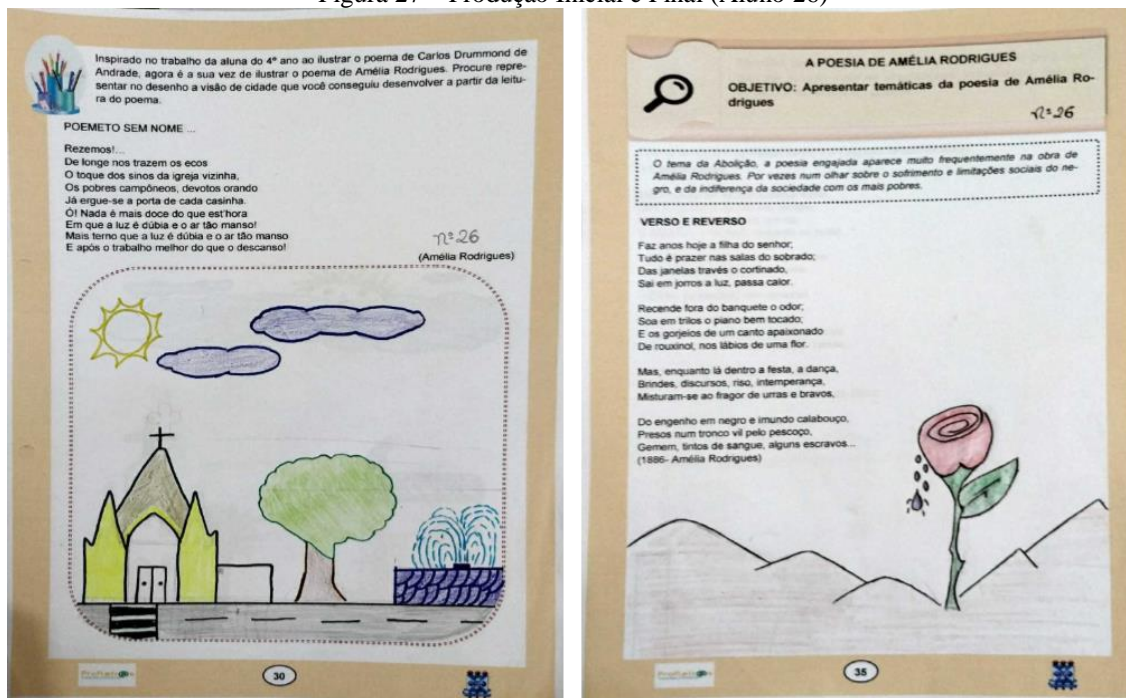 Figura 27 – Produção Inicial e Final (Aluno 26)
Inspirado no trabalho da aluna do 4º ano ao ilustrar o poema de Carlos Drummond de
Andrade, agora é a sua vez de ilustrar o poema de Amélia Rodrigues. Procure repre-
sentar no desenho a visão de cidade que você conseguiu desenvolver a partir da leitu-
ra do poema.
POEMETO SEM NOME ...
Rezemos!...
De longe nos trazem os ecos
O toque dos sinos da igreja vizinha,
Os pobres campôneos, devotos orando
Já ergue-se a porta de cada casinha.
Ó! Nada é mais doce do que est'hora
Em que a luz é dúbia e o ar tão manso!
Mais terno que a luz é dúbia e o ar tão manso
E após o trabalho melhor do que o descanso!
nº 26
(Amélia Rodrigues)
30
A POESIA DE AMÉLIA RODRIGUES
OBJETIVO: Apresentar temáticas da poesia de Amélia Ro-
drigues
nº 26
O tema da Abolição, a poesia engajada aparece muito frequentemente na obra de
Amélia Rodrigues. Por vezes num olhar sobre o sofrimento e limitações sociais do ne-
gro, e da indiferença da sociedade com os mais pobres.
VERSO E REVERSO
Faz anos hoje a filha do senhor;
Tudo é prazer nas salas do sobrado;
Das janelas través o cortinado,
Sai em jorros a luz, passa calor.
Recende fora do banquete o odor;
Soa em trilos o piano bem tocado;
E os gorjeios de um canto apaixonado
De rouxinol, nos lábios de uma flor.
Mas, enquanto lá dentro a festa, a dança,
Brindes, discursos, riso, intemperança,
Misturam-se ao fragor de urras e bravos,
Do engenho em negro e imundo calabouço,
Presos num tronco vil pelo pescoço,
Gemem, tintos de sangue, alguns escravos...
(1886- Amélia Rodrigues)
35